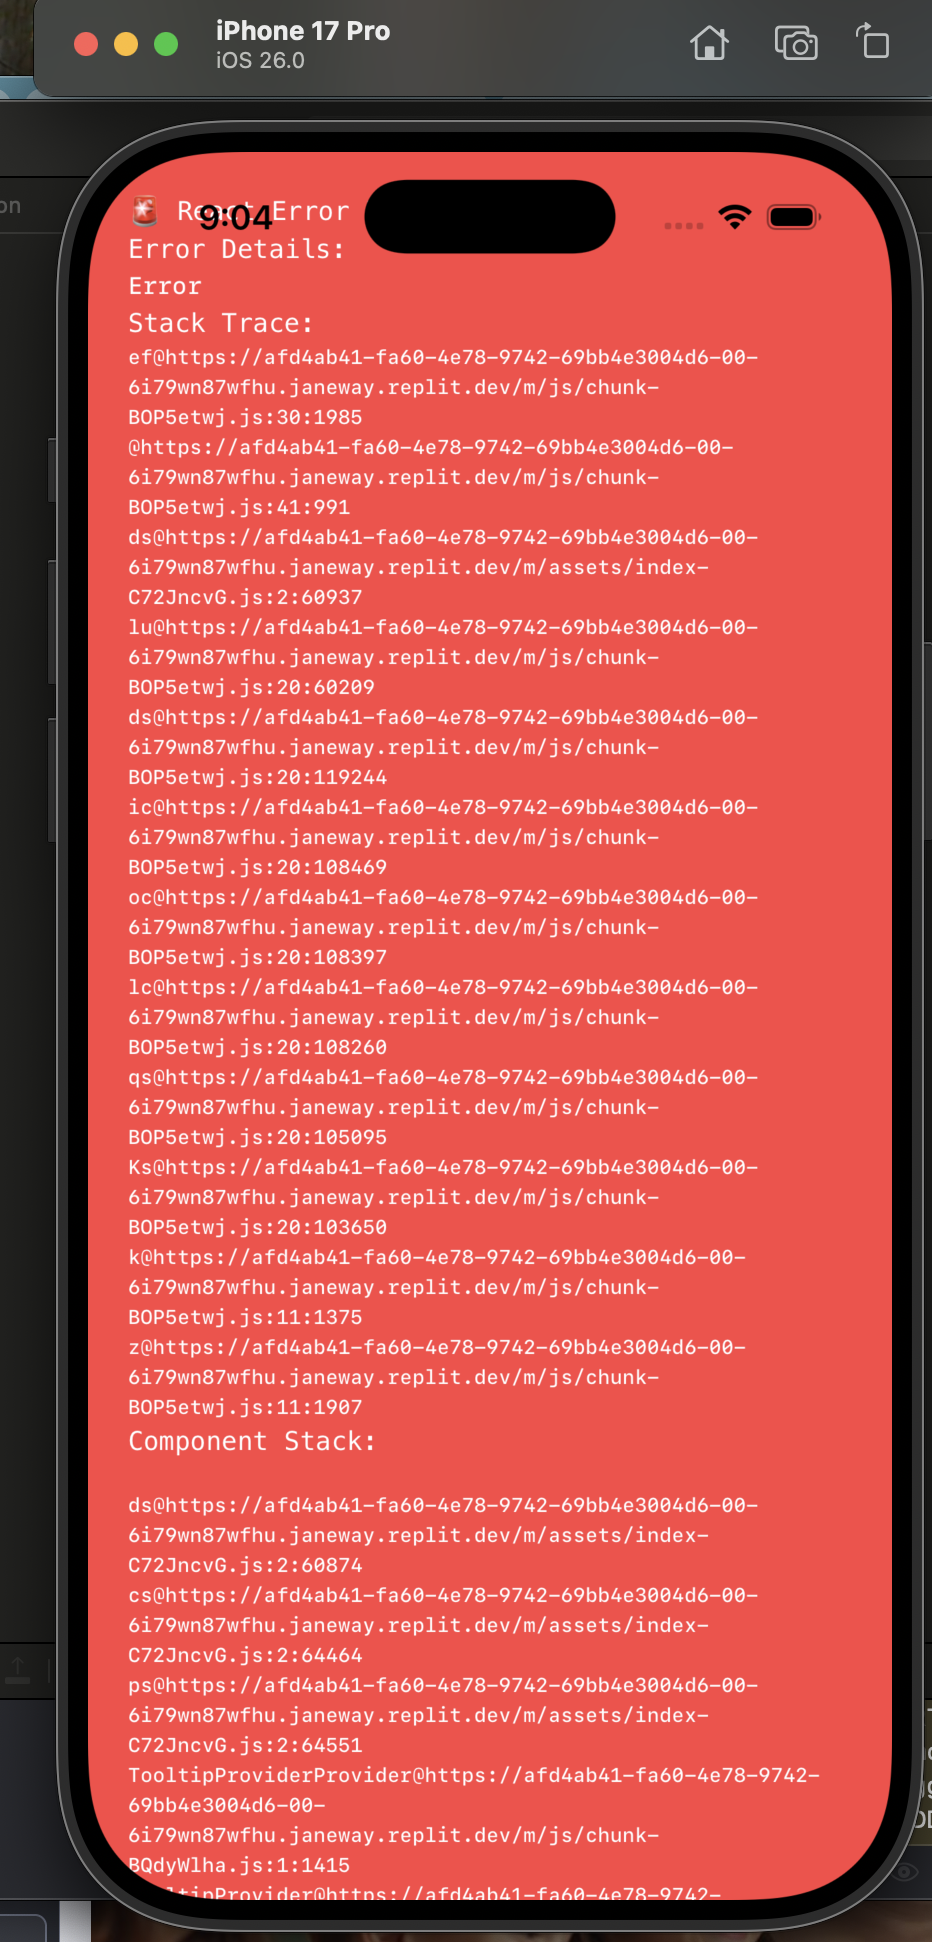 iPhone 17 Pro
iOS 26.0
on
🚨 React Error
9:04
Error Details:
Error
Stack Trace:
ef@https://afd4ab41-fa60-4e78-9742-69bb4e3004d6-00-
6i79wn87wfhu.janeway.replit.dev/m/js/chunk-
BOP5etwj.js:30:1985
@https://afd4ab41-fa60-4e78-9742-69bb4e3004d6-00-
6i79wn87wfhu.janeway.replit.dev/m/js/chunk-
BOP5etwj.js:41:991
ds@https://afd4ab41-fa60-4e78-9742-69bb4e3004d6-00-
6i79wn87wfhu.janeway.replit.dev/m/assets/index-
C72JncvG.js:2:60937
lu@https://afd4ab41-fa60-4e78-9742-69bb4e3004d6-00-
6i79wn87wfhu.janeway.replit.dev/m/js/chunk-
BOP5etwj.js:20:60209
ds@https://afd4ab41-fa60-4e78-9742-69bb4e3004d6-00-
6i79wn87wfhu.janeway.replit.dev/m/js/chunk-
BOP5etwj.js:20:119244
ic@https://afd4ab41-fa60-4e78-9742-69bb4e3004d6-00-
6i79wn87wfhu.janeway.replit.dev/m/js/chunk-
BOP5etwj.js:20:108469
oc@https://afd4ab41-fa60-4e78-9742-69bb4e3004d6-00-
6i79wn87wfhu.janeway.replit.dev/m/js/chunk-
BOP5etwj.js:20:108397
lc@https://afd4ab41-fa60-4e78-9742-69bb4e3004d6-00-
6i79wn87wfhu.janeway.replit.dev/m/js/chunk-
BOP5etwj.js:20:108260
qs@https://afd4ab41-fa60-4e78-9742-69bb4e3004d6-00-
6i79wn87wfhu.janeway.replit.dev/m/js/chunk-
BOP5etwj.js:20:105095
Ks@https://afd4ab41-fa60-4e78-9742-69bb4e3004d6-00-
6i79wn87wfhu.janeway.replit.dev/m/js/chunk-
BOP5etwj.js:20:103650
k@https://afd4ab41-fa60-4e78-9742-69bb4e3004d6-00-
6i79wn87wfhu.janeway.replit.dev/m/js/chunk-
BOP5etwj.js:11:1375
z@https://afd4ab41-fa60-4e78-9742-69bb4e3004d6-00-
6i79wn87wfhu.janeway.replit.dev/m/js/chunk-
BOP5etwj.js:11:1907
Component Stack:
ds@https://afd4ab41-fa60-4e78-9742-69bb4e3004d6-00-
6i79wn87wfhu.janeway.replit.dev/m/assets/index-
C72JncvG.js:2:60874
cs@https://afd4ab41-fa60-4e78-9742-69bb4e3004d6-00-
6i79wn87wfhu.janeway.replit.dev/m/assets/index-
C72JncvG.js:2:64464
ps@https://afd4ab41-fa60-4e78-9742-69bb4e3004d6-00-
6i79wn87wfhu.janeway.replit.dev/m/assets/index-
C72JncvG.js:2:64551
TooltipProviderProvider@https://afd4ab41-fa60-4e78-9742-
69bb4e3004d6-00-
6i79wn87wfhu.janeway.replit.dev/m/js/chunk-
BQdyWlha.js:1:1415
ltipProvider@https://afd4ab41-fa60-4e78-9742-